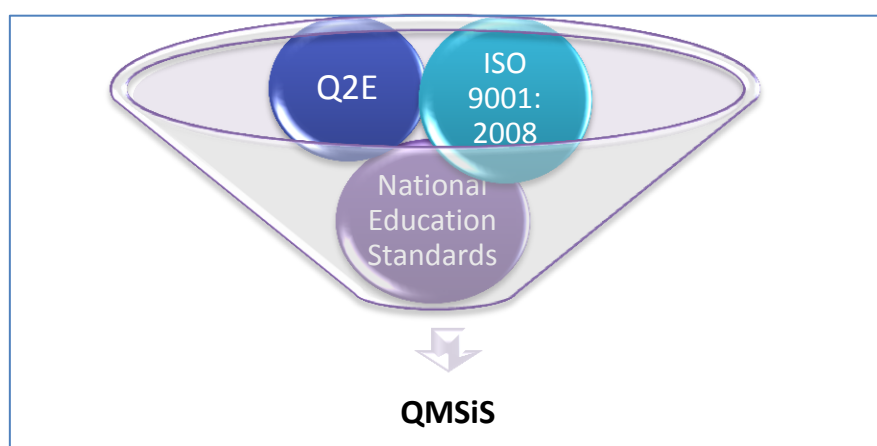 Q2E
ISO
9001:
2008
National
Education
Standards
QMSiS